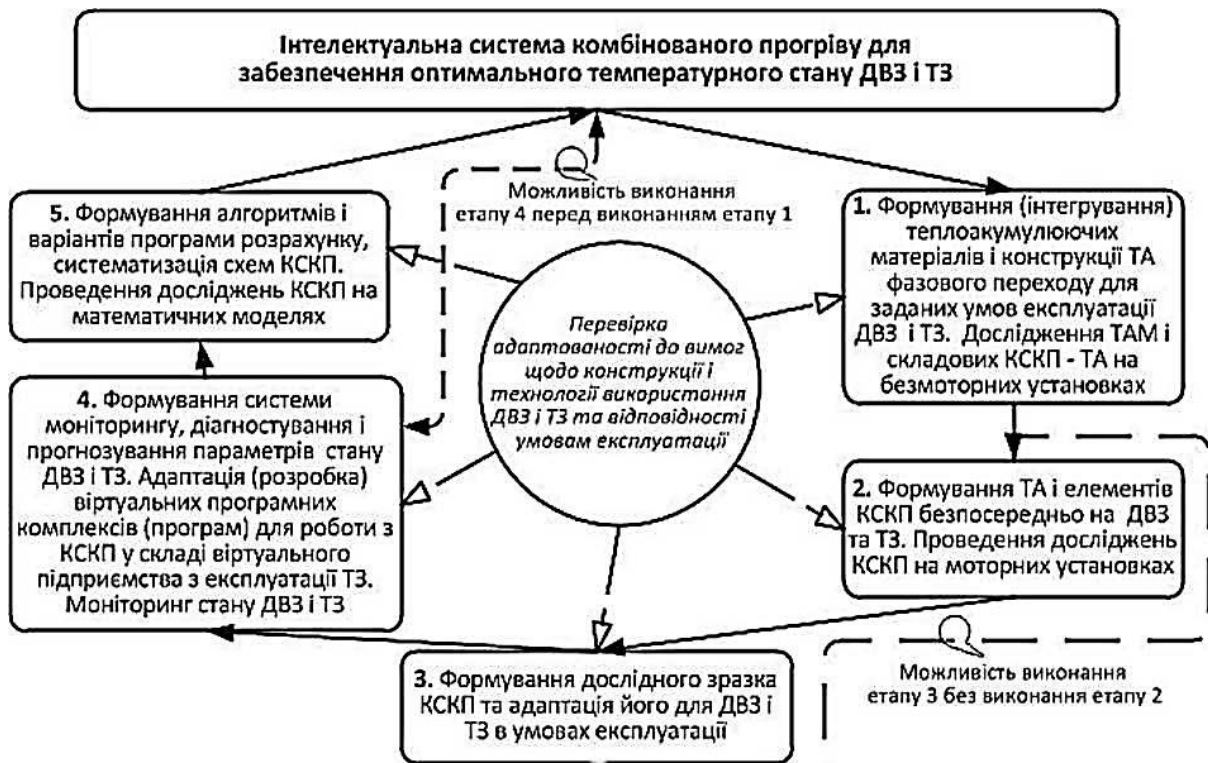 Інтелектуальна система комбінованого прогріву для
забезпечення оптимального температурного стану ДВЗ і ТЗ
Можливість виконання
етапу 4 перед виконанням етапу 1
5. Формування алгоритмів і
варіантів програми розрахунку,
систематизація схем КСКП.
Проведення досліджень КСКП на
математичних моделях
1. Формування (інтегрування)
теплоакумулюючих
матеріалів і конструкції ТА
фазового переходу для
заданих умов експлуатації
ДВЗ і ТЗ. Дослідження ТАМ і
складових КСКП - ТА на
безмоторних установках
Перевірка
адаптованості до вимог
щодо конструкції і
технології використання
ДВЗ і ТЗ та відповідності
умовам експлуатації
4. Формування системи
моніторингу, діагностування і
прогнозування параметрів стану
ДВЗ і ТЗ. Адаптація (розробка)
віртуальних програмних
комплексів (програм) для роботи з
КСКП у складі віртуального
підприємства з експлуатації ТЗ.
Моніторинг стану ДВЗ і ТЗ
2. Формування ТА і елементів
КСКП безпосередньо на ДВЗ
та ТЗ. Проведення досліджень
КСКП на моторних установках
3. Формування дослідного зразка
КСКП та адаптація його для ДВЗ і
ТЗ в умовах експлуатації
Можливість виконання
етапу 3 без виконання етапу 2